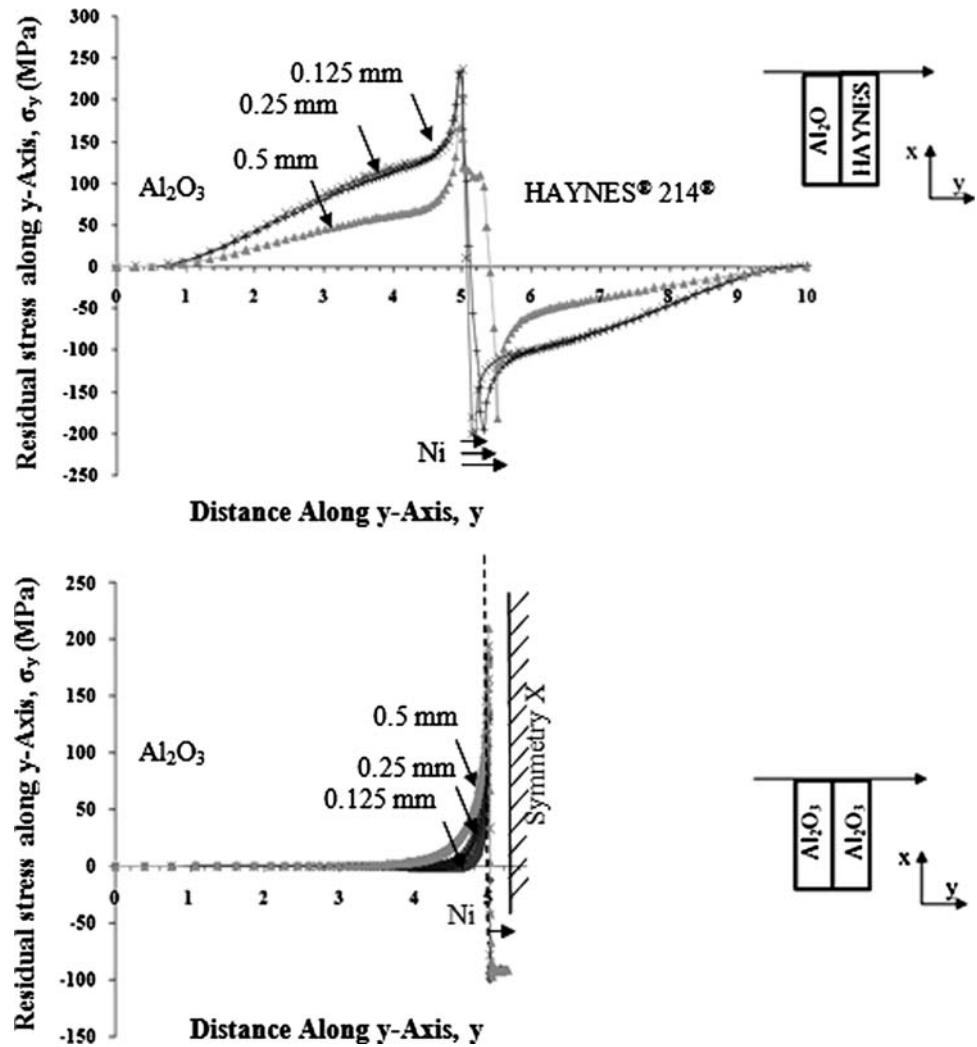 Residual stress along y-Axis, σy (MPa)
300
250
200
150
100
50
0
-50
-100
-150
-200
-250
0 1 2 3 4 5 6 7 8 9 10
0.125 mm
0.25 mm
0.5 mm
Al2O3
HAYNES® 214®
Ni
Distance Along y-Axis, y
Al2O
HAYNES
x
y
Residual stress along y-Axis, σy (MPa)
250
200
150
100
50
0
-50
-100
-150
0 1 2 3 4 5
Al2O3
0.5 mm
0.25 mm
0.125 mm
Ni
Symmetry X
Distance Along y-Axis, y
Al2O3
Al2O3
x
y